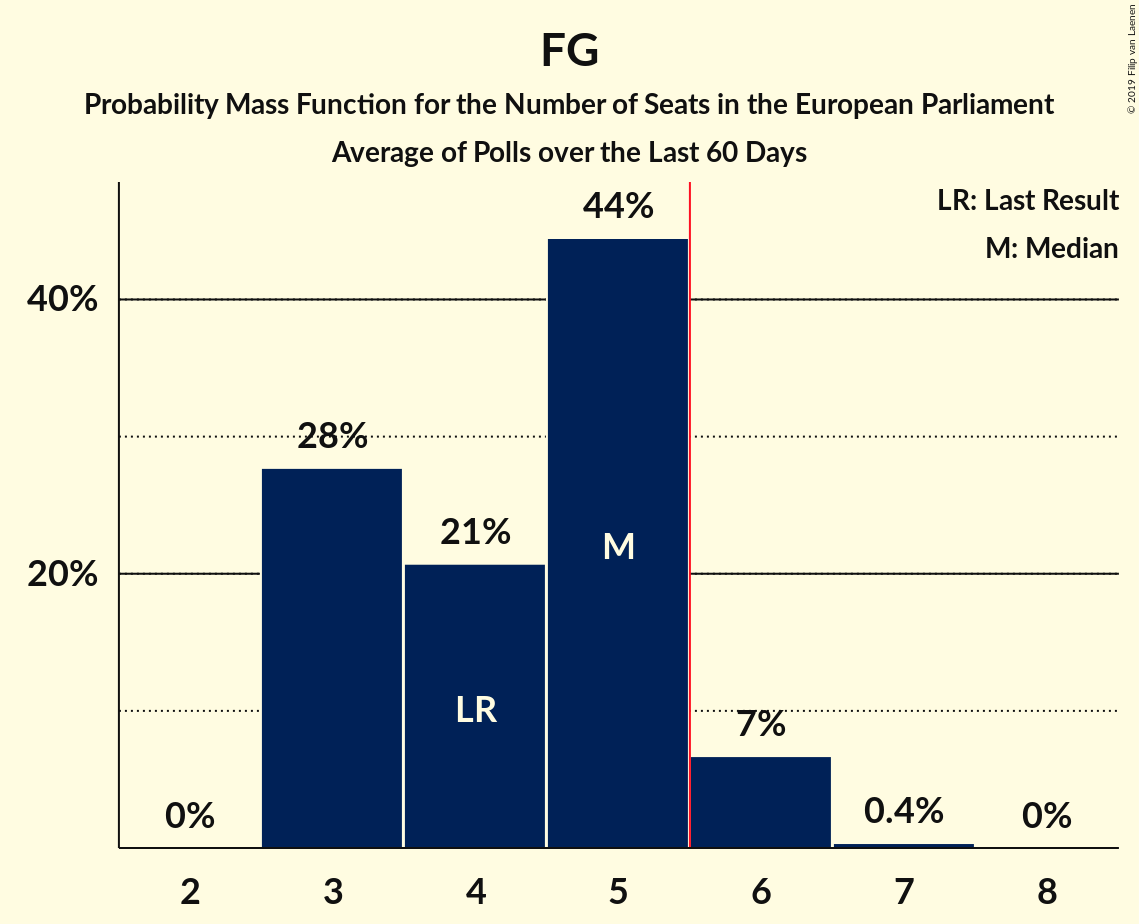 FG
Probability Mass Function for the Number of Seats in the European Parliament
Average of Polls over the Last 60 Days
© 2019 Filip van Laenen
LR: Last Result
M: Median
44%
40%
28%
21%
20%
M
LR
7%
0%
0.4%
0%
2 3 4 5 6 7 8